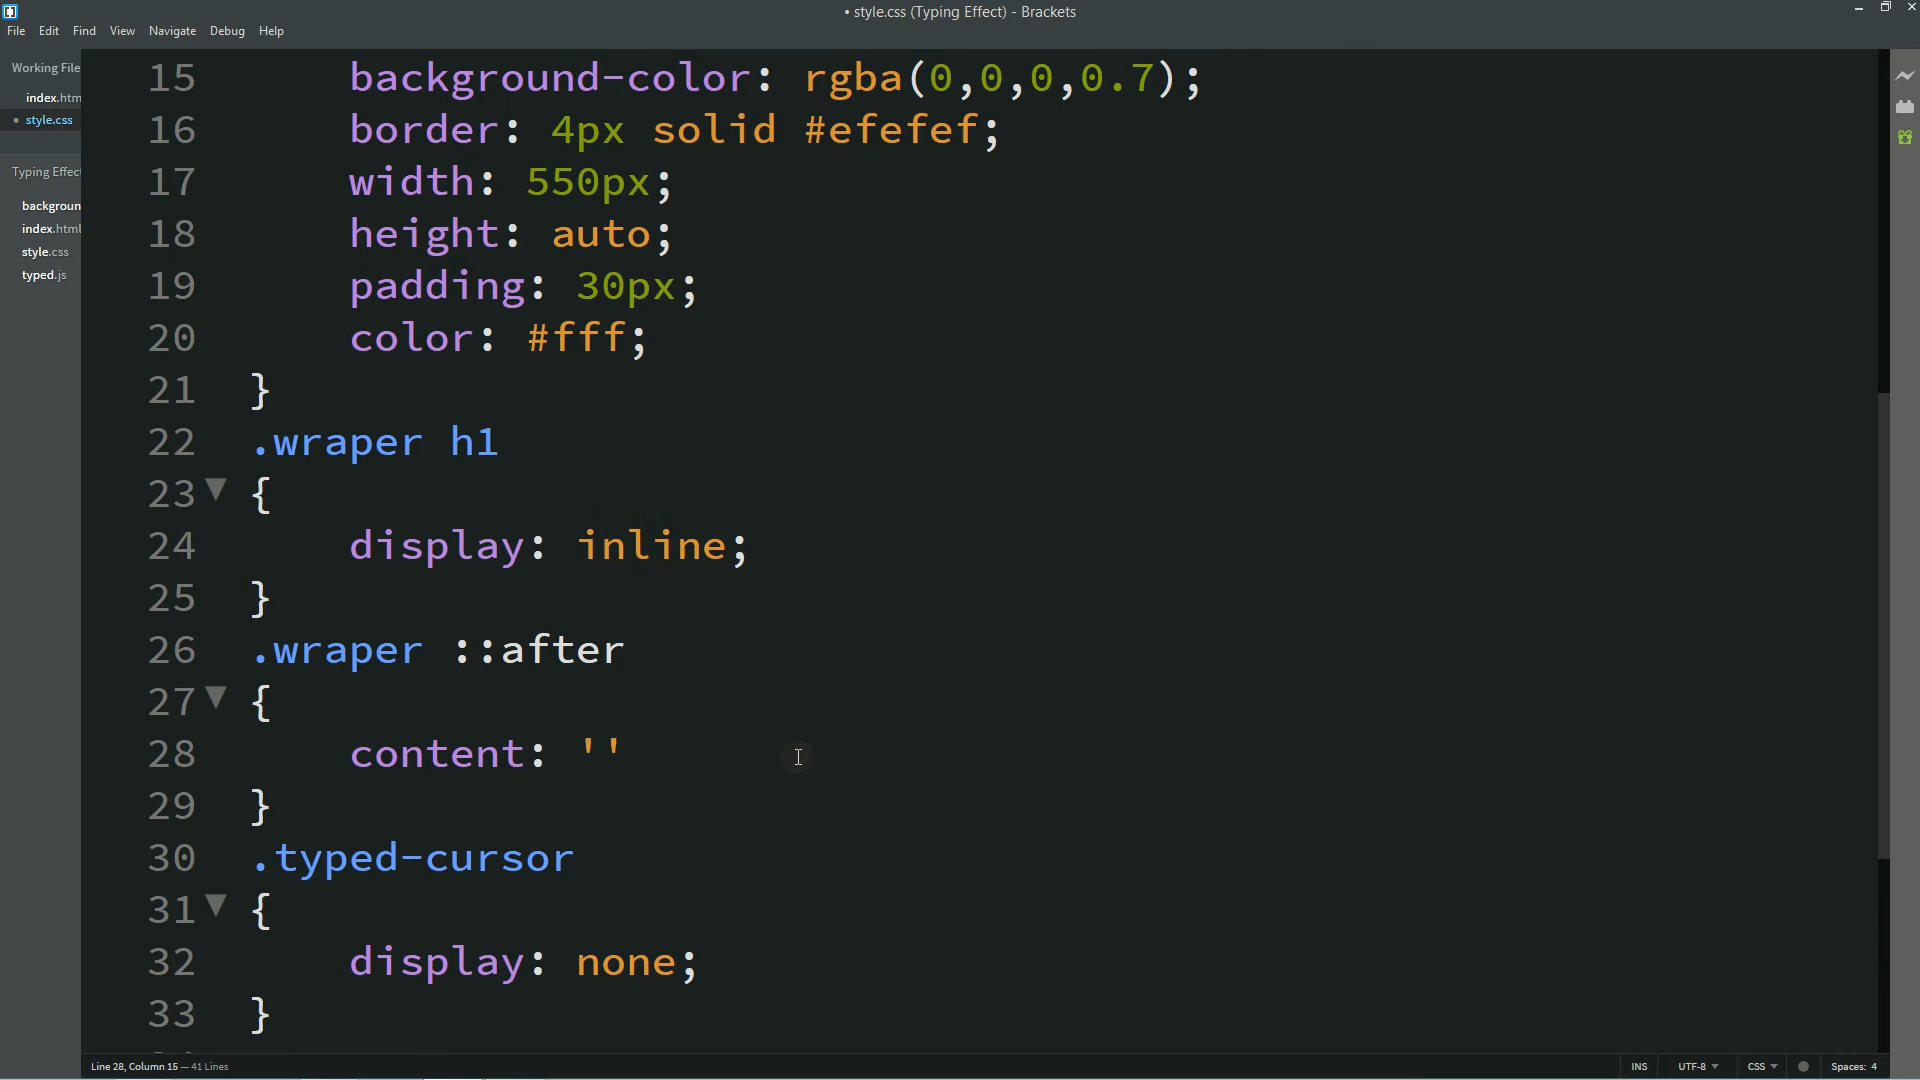 • style.css (Typing Effect) - Brackets
File Edit Find View Navigate Debug Help
Working File
index.htm
• style.css
Typing Effec
backgroun
index.html
style.css
typed.js
15 background-color: rgba(0,0,0,0.7);
16 border: 4px solid #efefef;
17 width: 550px;
18 height: auto;
19 padding: 30px;
20 color: #fff;
21 }
22 .wraper h1
23 {
24 display: inline;
25 }
26 .wraper ::after
27 {
28 content: ''
29 }
30 .typed-cursor
31 {
32 display: none;
33 }
Line 28, Column 15 — 41 Lines
INS UTF-8 CSS Spaces: 4